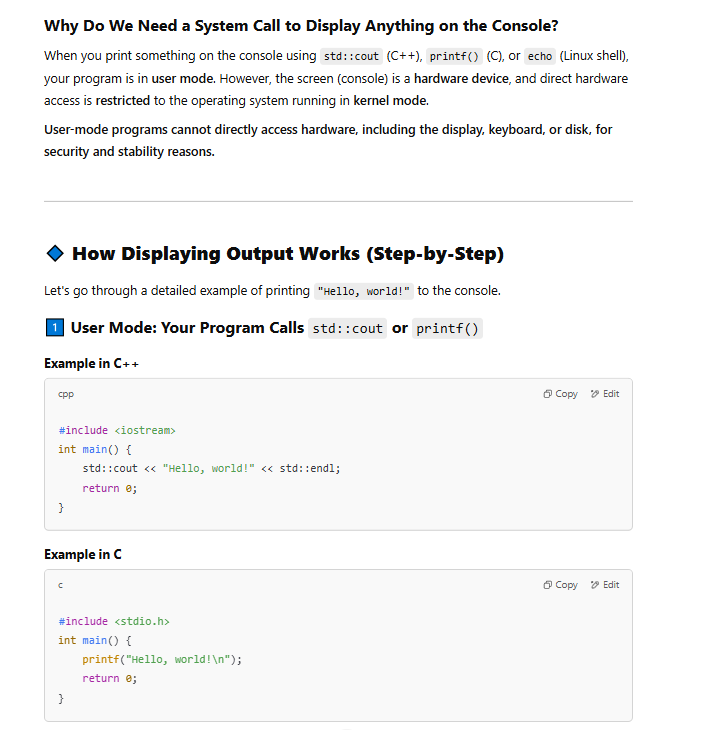 Why Do We Need a System Call to Display Anything on the Console?
When you print something on the console using std::cout (C++), printf() (C), or echo (Linux shell),
your program is in user mode. However, the screen (console) is a hardware device, and direct hardware
access is restricted to the operating system running in kernel mode.
User-mode programs cannot directly access hardware, including the display, keyboard, or disk, for
security and stability reasons.
How Displaying Output Works (Step-by-Step)
Let's go through a detailed example of printing "Hello, world!" to the console.
1 User Mode: Your Program Calls std::cout or printf()
Example in C++
cpp Copy Edit
#include <iostream>
int main() {
    std::cout << "Hello, world!" << std::endl;
    return 0;
}
Example in C
c Copy Edit
#include <stdio.h>
int main() {
    printf("Hello, world!\n");
    return 0;
}